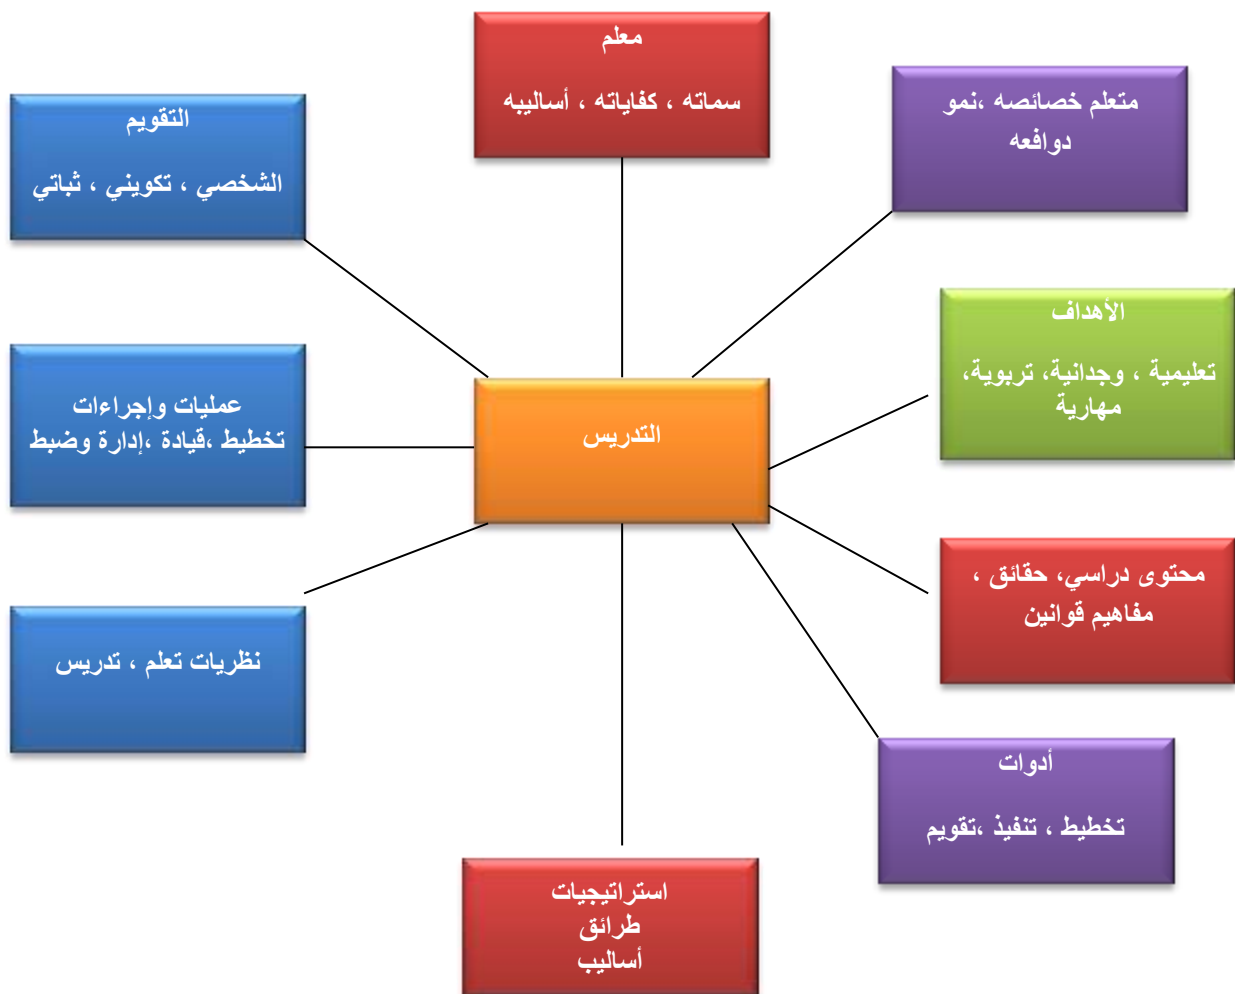 معلم
سماته ، كفاياته ، أساليبه
متعلم خصائصه ،نمو
دوافعه
التقويم
الشخصي ، تكويني ، ثباتي
الأهداف
تعليمية ، وجدانية، تربوية،
مهارية
عمليات وإجراءات
تخطيط ،قيادة ،إدارة وضبط
التدريس
محتوى دراسي، حقائق ،
مفاهيم قوانين
نظريات تعلم ، تدريس
أدوات
تخطيط ، تنفيذ ،تقويم
استراتيجيات
طرائق
أساليب